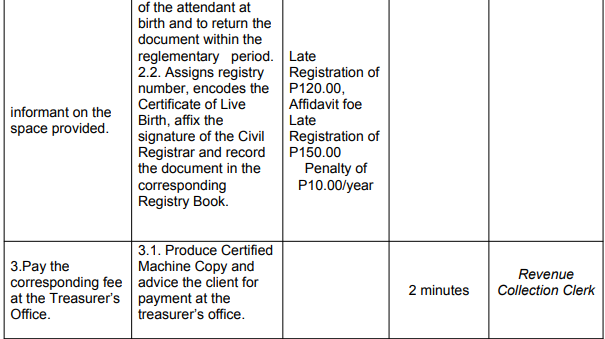 informant on the
space provided.
of the attendant at
birth and to return the
document within the
reglementary period.
2.2. Assigns registry
number, encodes the
Certificate of Live
Birth, affix the
signature of the Civil
Registrar and record
the document in the
corresponding
Registry Book.
Late
Registration of
P120.00,
Affidavit foe
Late
Registration of
P150.00
Penalty of
P10.00/year
3.Pay the
corresponding fee
at the Treasurer's
Office.
3.1. Produce Certified
Machine Copy and
advice the client for
payment at the
treasurer's office.
2 minutes
Revenue
Collection Clerk